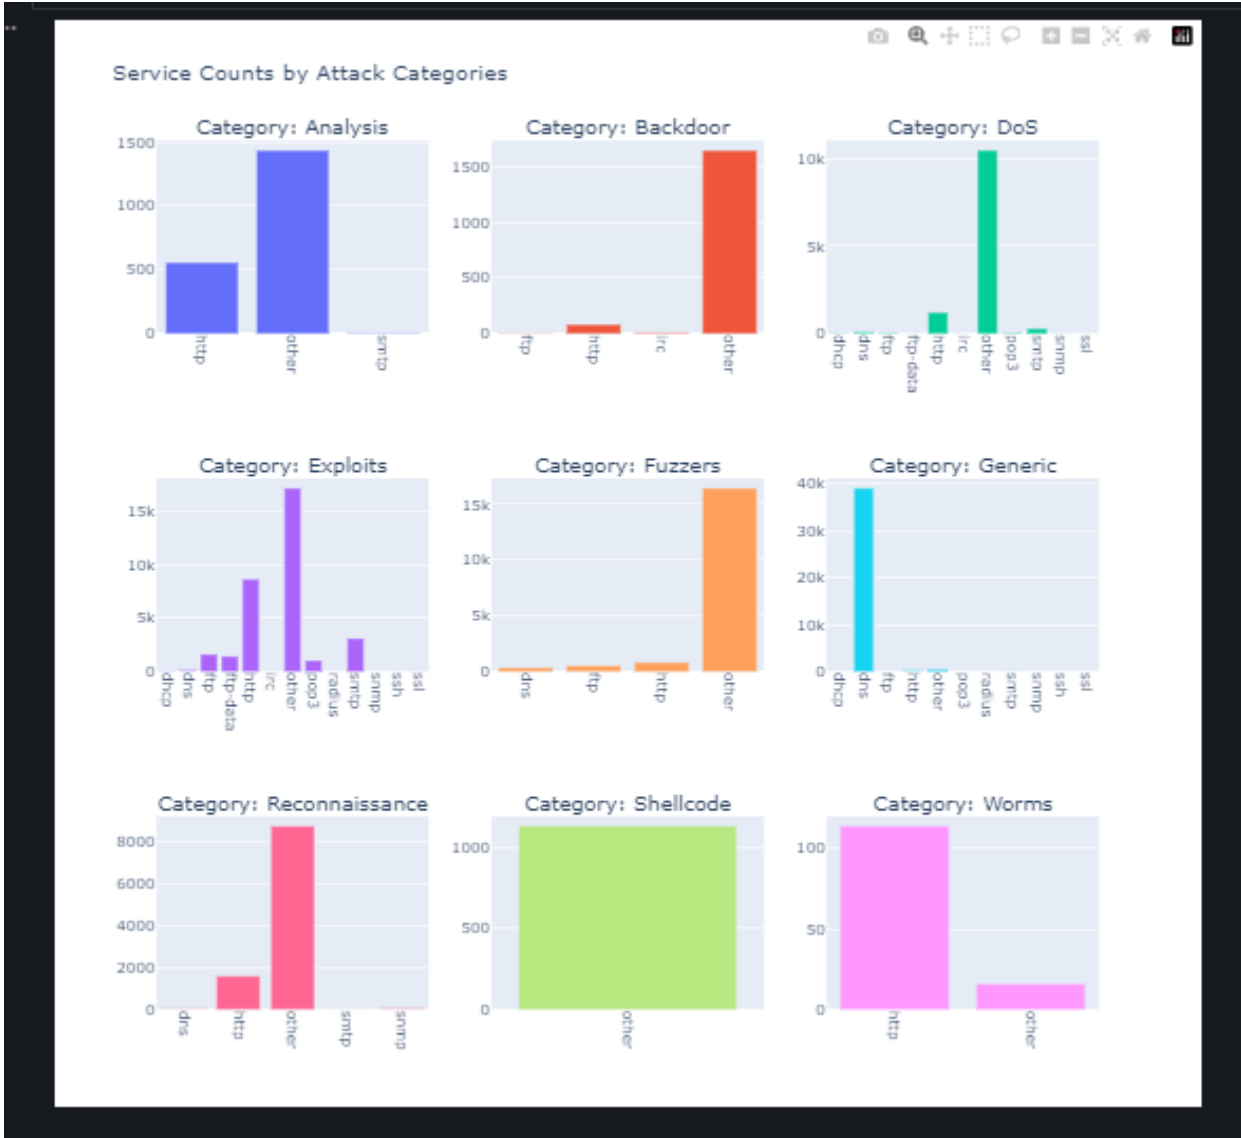 Service Counts by Attack Categories
Category: Analysis
1500
1000
500
0
http
other
smtp
Category: Backdoor
1500
1000
500
0
ftp
http
irc
other
Category: DoS
10k
5k
0
dhcp
dns
ftp
ftp-data
http
irc
other
pop3
smtp
snmp
ssl
Category: Exploits
15k
10k
5k
0
dhcp
dns
ftp
ftp-data
http
irc
other
pop3
radius
smtp
snmp
ssh
ssl
Category: Fuzzers
15k
10k
5k
0
dns
ftp
http
other
Category: Generic
40k
30k
20k
10k
0
dhcp
dns
ftp
http
other
pop3
radius
smtp
snmp
ssh
ssl
Category: Reconnaissance
8000
6000
4000
2000
0
dns
http
other
smtp
snmp
Category: Shellcode
1000
500
0
other
Category: Worms
100
50
0
http
other